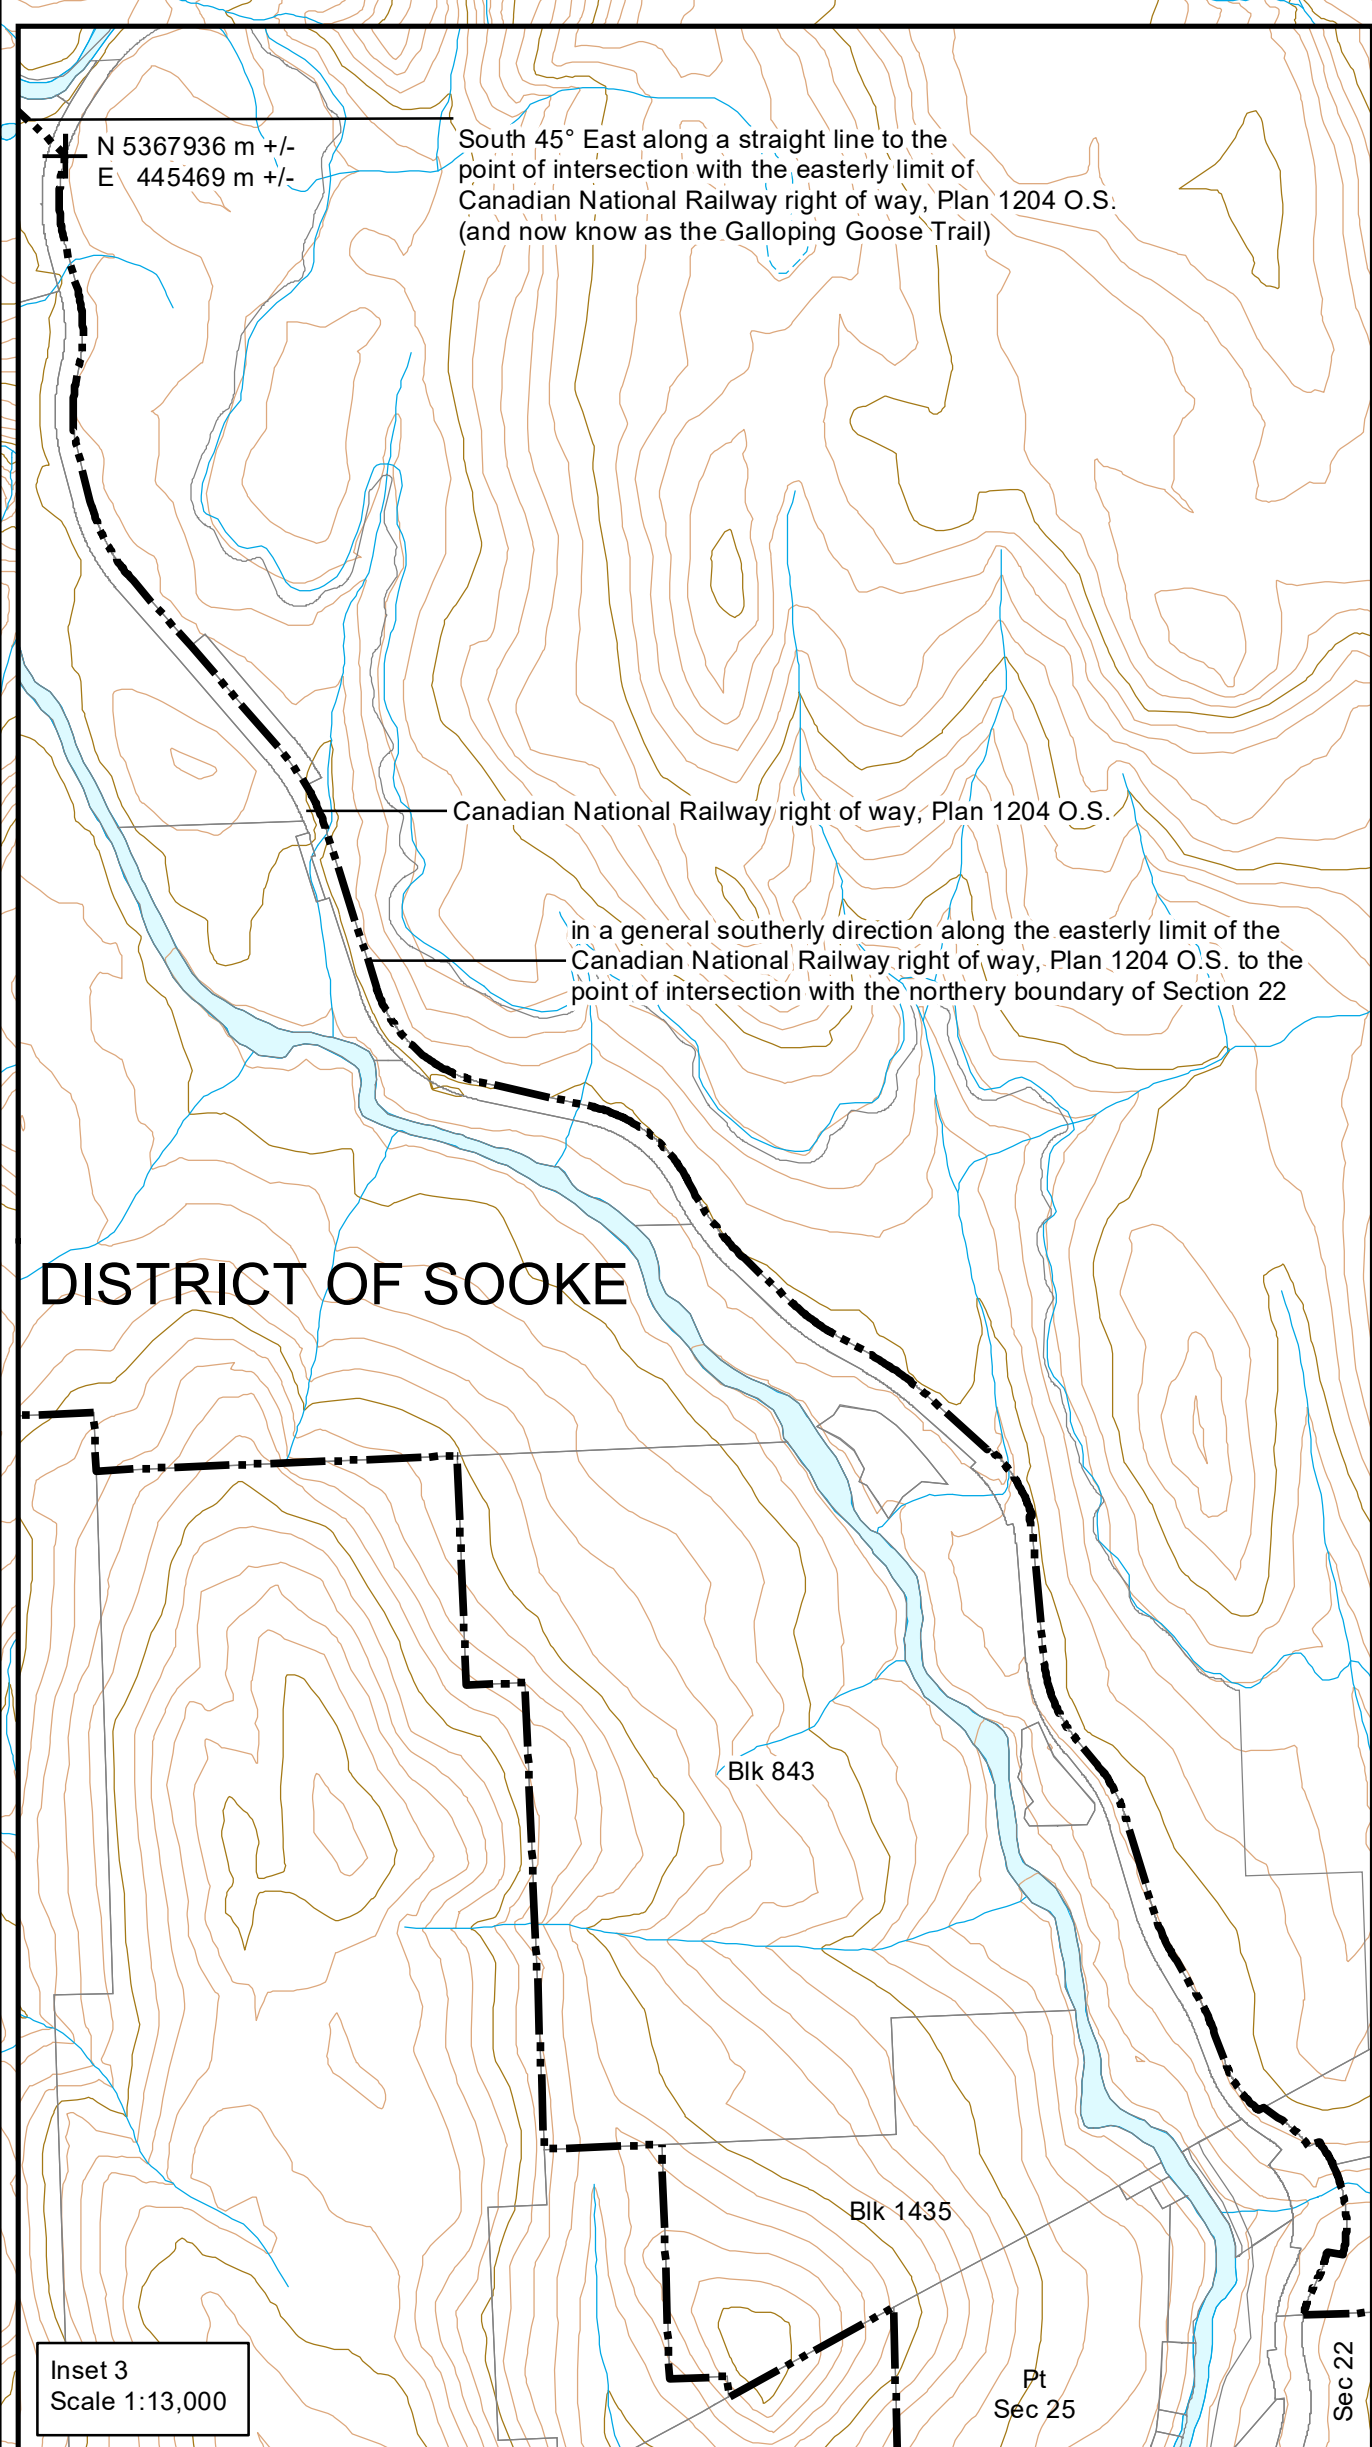 N 5367936 m +/-
E 445469 m +/-
South 45° East along a straight line to the
point of intersection with the easterly limit of
Canadian National Railway right of way, Plan 1204 O.S.
(and now know as the Galloping Goose Trail)
Canadian National Railway right of way, Plan 1204 O.S.
in a general southerly direction along the easterly limit of the
Canadian National Railway right of way, Plan 1204 O.S. to the
point of intersection with the northery boundary of Section 22
DISTRICT OF SOOKE
Blk 843
Blk 1435
Pt
Sec 25
Sec 22
Inset 3
Scale 1:13,000